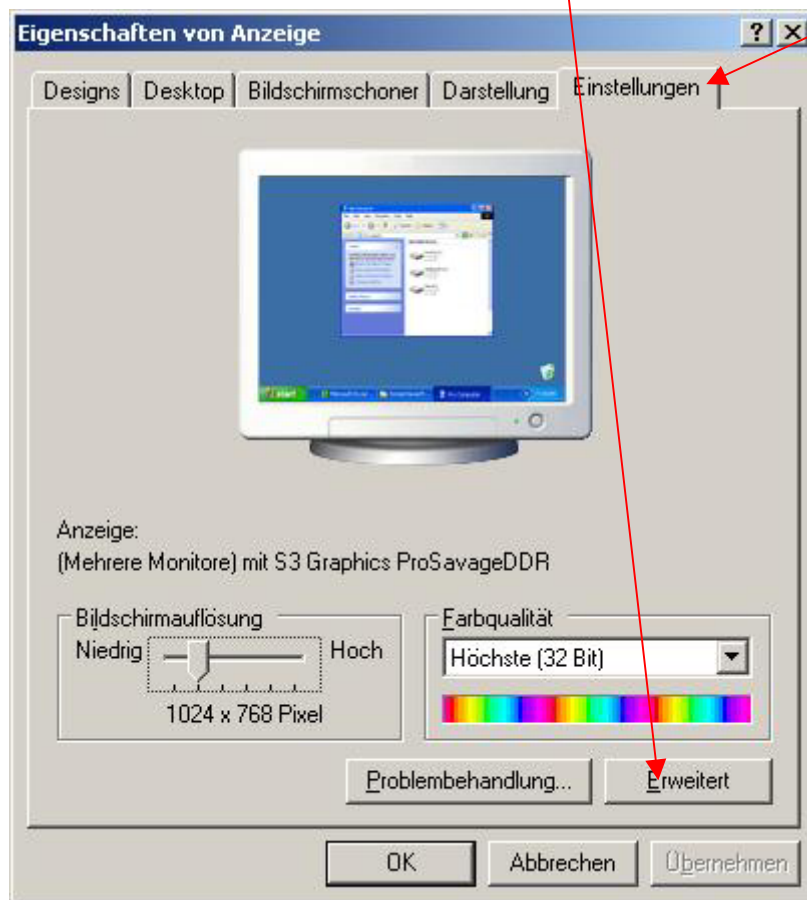 Eigenschaften von Anzeige
Designs Desktop Bildschirmschoner Darstellung Einstellungen
Anzeige:
(Mehrere Monitore) mit S3 Graphics ProSavageDDR
Bildschirmauflösung
Niedrig Hoch
1024 x 768 Pixel
Farbqualität
Höchste (32 Bit)
Problembehandlung... Erweitert
OK Abbrechen Übernehmen